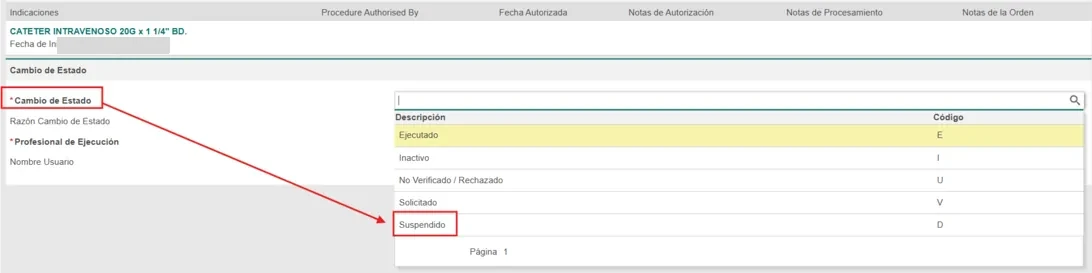 Indicaciones Procedure Authorised By Fecha Autorizada Notas de Autorización Notas de Procesamiento Notas de la Orden
CATETER INTRAVENOSO 20G x 1 1/4" BD.
Fecha de In
Cambio de Estado
*Cambio de Estado
Razón Cambio de Estado
*Profesional de Ejecución
Nombre Usuario
Descripción Código
Ejecutado E
Inactivo I
No Verificado / Rechazado U
Solicitado V
Suspendido D
Página 1